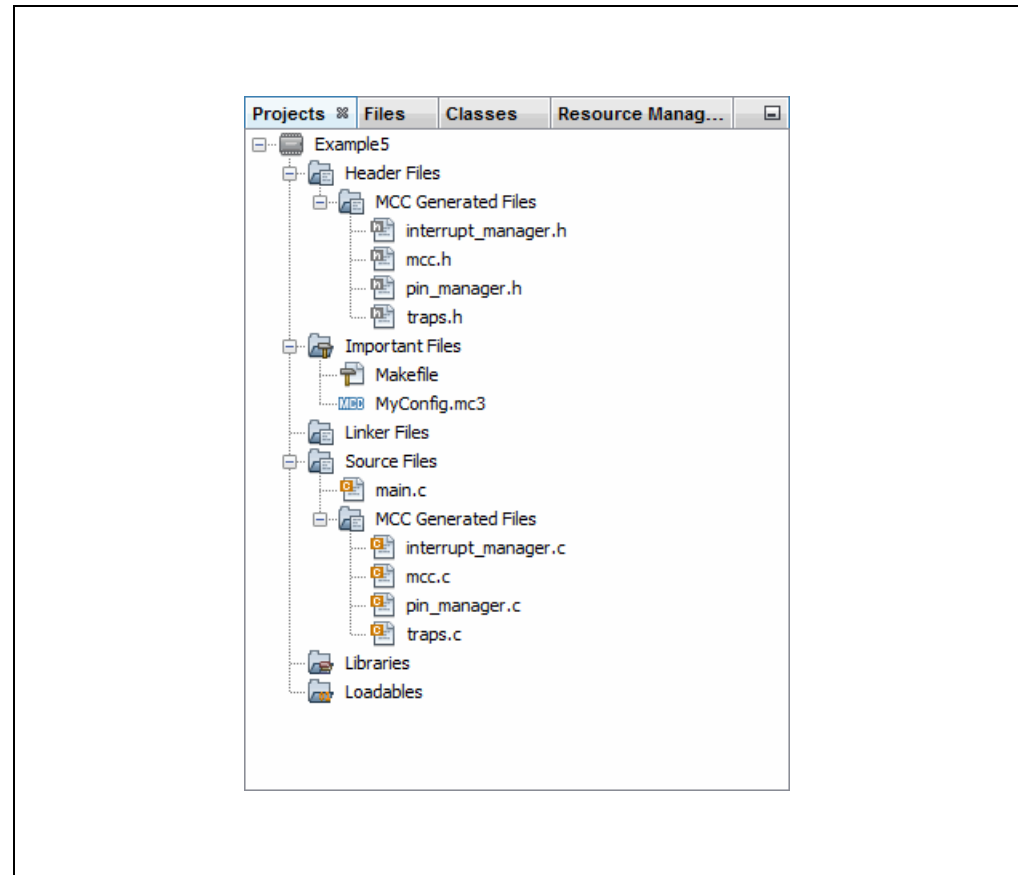 Projects Files Classes Resource Manag...
Example5
Header Files
MCC Generated Files
interrupt_manager.h
mcc.h
pin_manager.h
traps.h
Important Files
Makefile
MCC MyConfig.mc3
Linker Files
Source Files
main.c
MCC Generated Files
interrupt_manager.c
mcc.c
pin_manager.c
traps.c
Libraries
Loadables